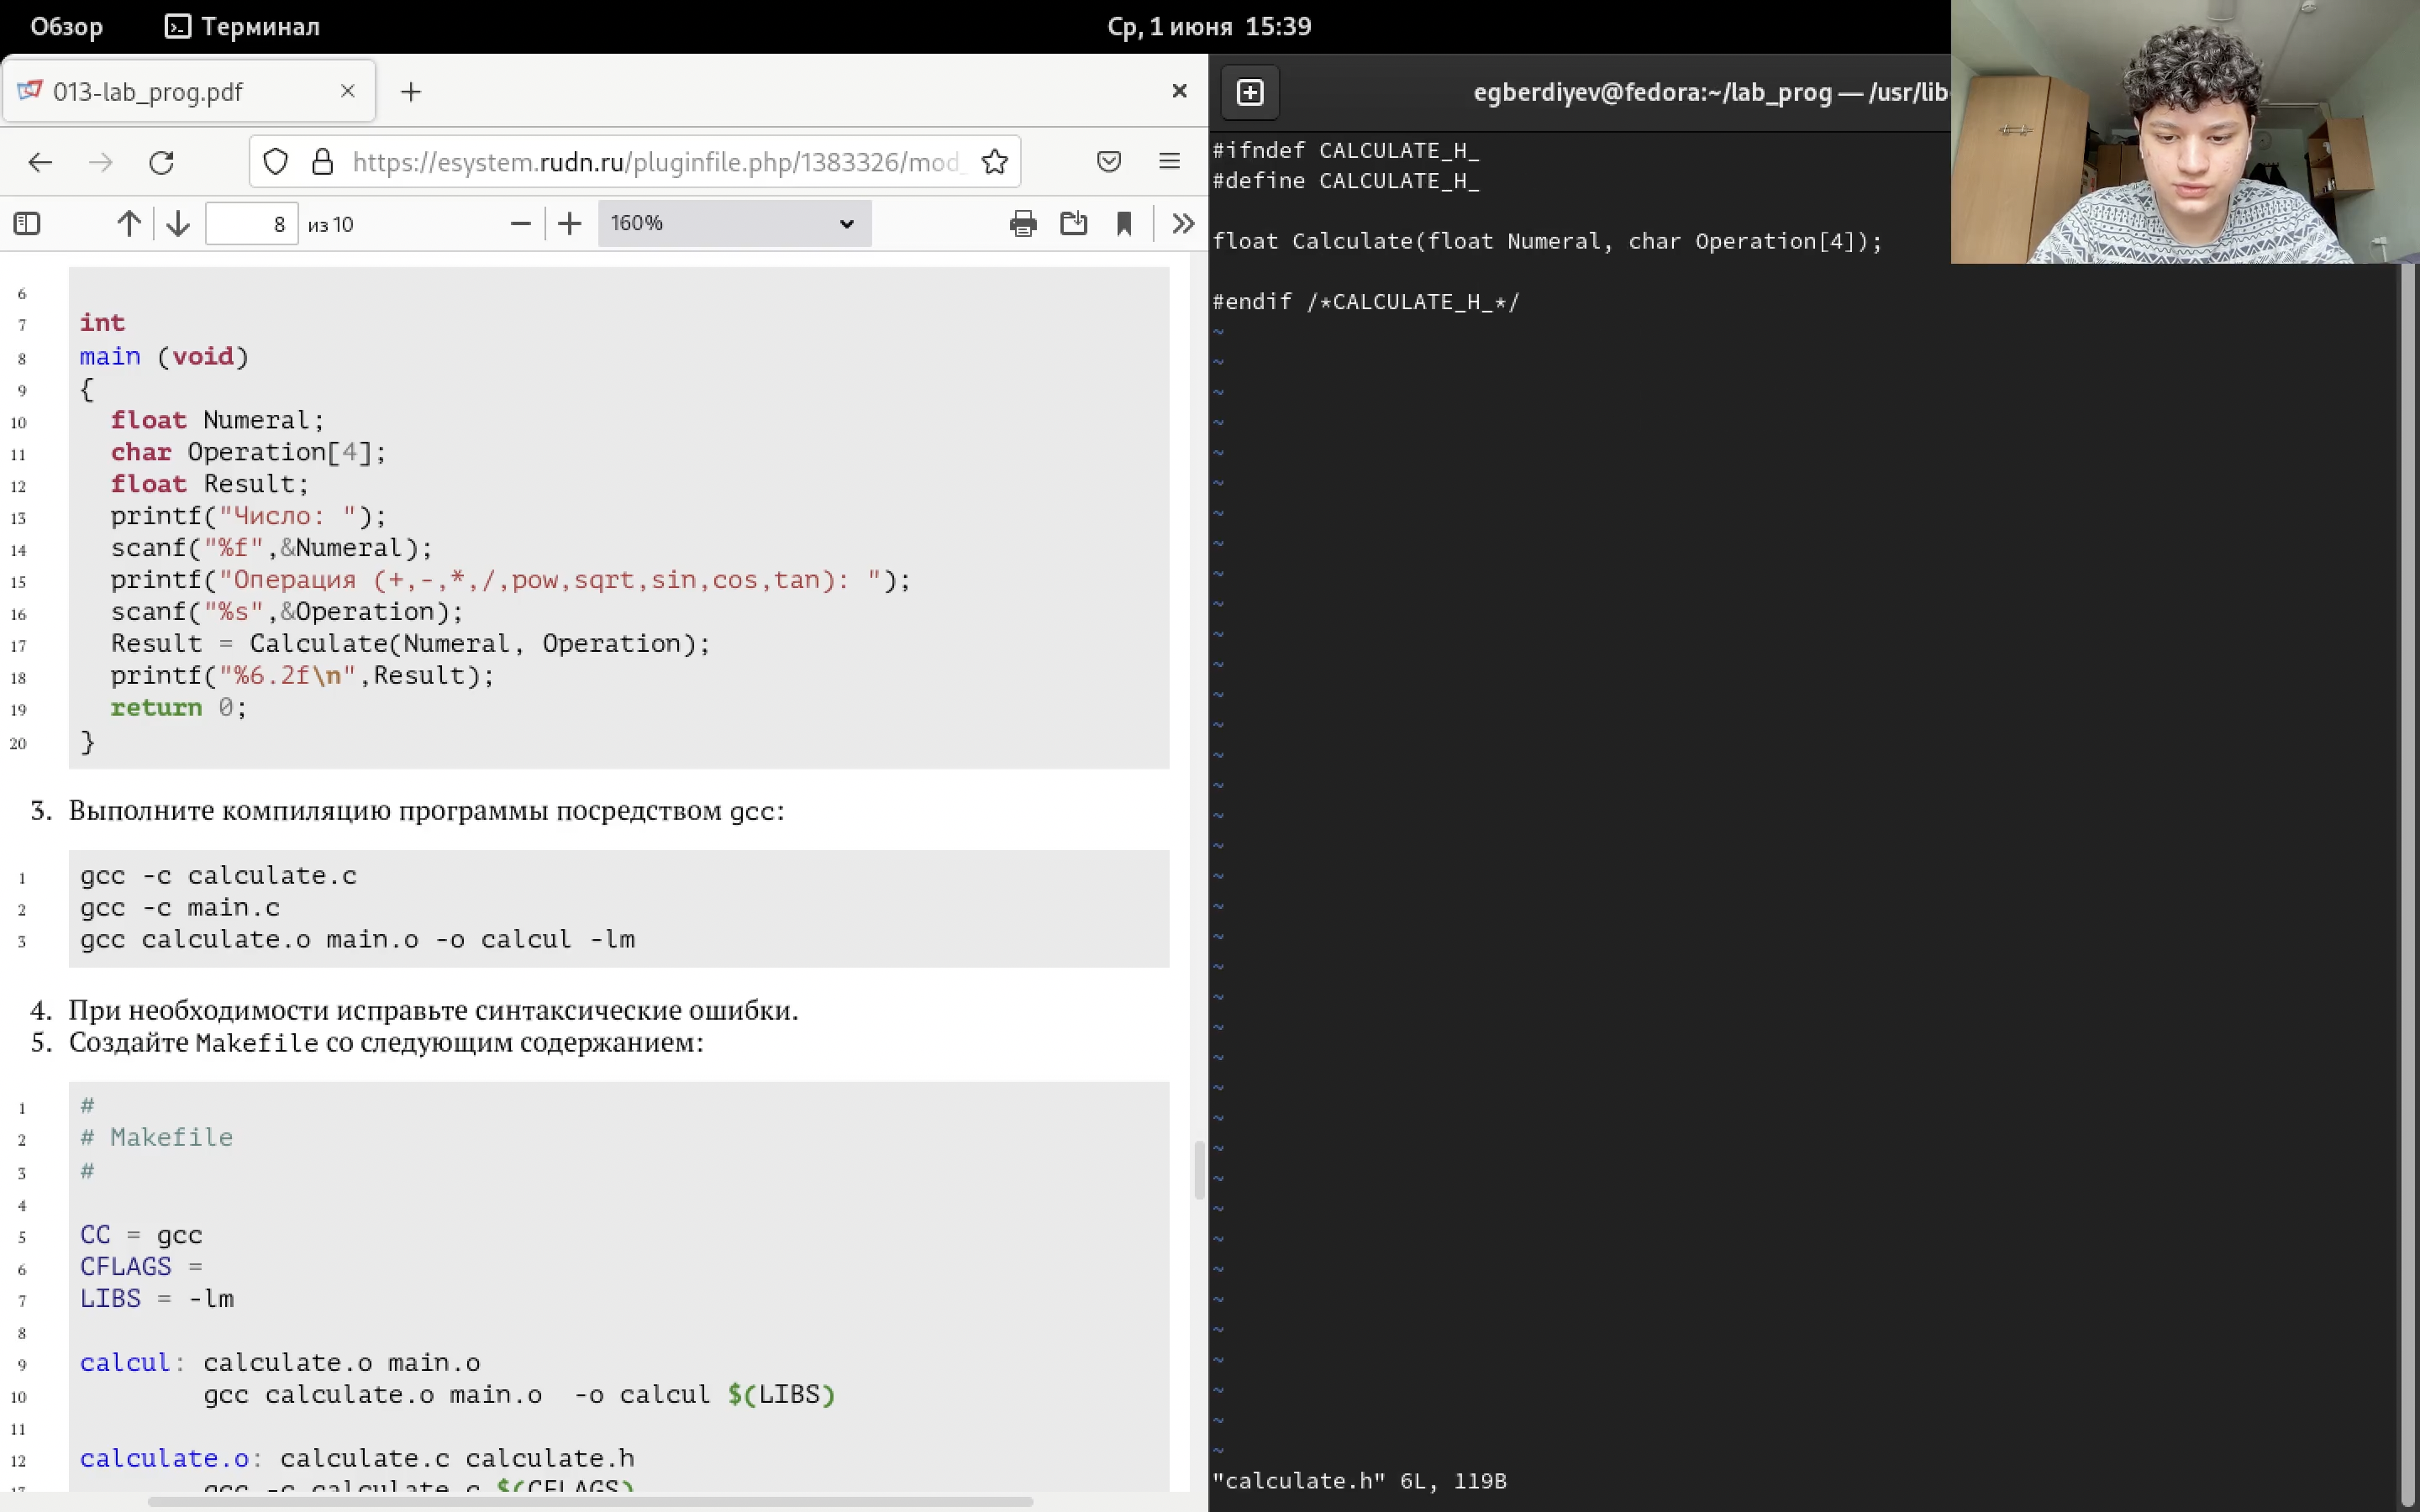 Обзор
Терминал
Ср, 1 июня 15:39
013-lab_prog.pdf
https://esystem.rudn.ru/pluginfile.php/1383326/mod_
8 из 10
160%
6
7 int
8 main (void)
9 {
10 float Numeral;
11 char Operation[4];
12 float Result;
13 printf("Число: ");
14 scanf("%f",&Numeral);
15 printf("Операция (+,-,*,/,pow,sqrt,sin,cos,tan): ");
16 scanf("%s",&Operation);
17 Result = Calculate(Numeral, Operation);
18 printf("%6.2f\n",Result);
19 return 0;
20 }
3. Выполните компиляцию программы посредством gcc:
1 gcc -c calculate.c
2 gcc -c main.c
3 gcc calculate.o main.o -o calcul -lm
4. При необходимости исправьте синтаксические ошибки.
5. Создайте Makefile со следующим содержанием:
1 #
2 # Makefile
3 #
4
5 CC = gcc
6 CFLAGS =
7 LIBS = -lm
8
9 calcul: calculate.o main.o
10 gcc calculate.o main.o -o calcul $(LIBS)
11
12 calculate.o: calculate.c calculate.h
13 gcc -c calculate.c $(CFLAGS)
egberdiyev@fedora:~/lab_prog — /usr/lib
#ifndef CALCULATE_H_
#define CALCULATE_H_
float Calculate(float Numeral, char Operation[4]);
#endif /*CALCULATE_H_*/
"calculate.h" 6L, 119B